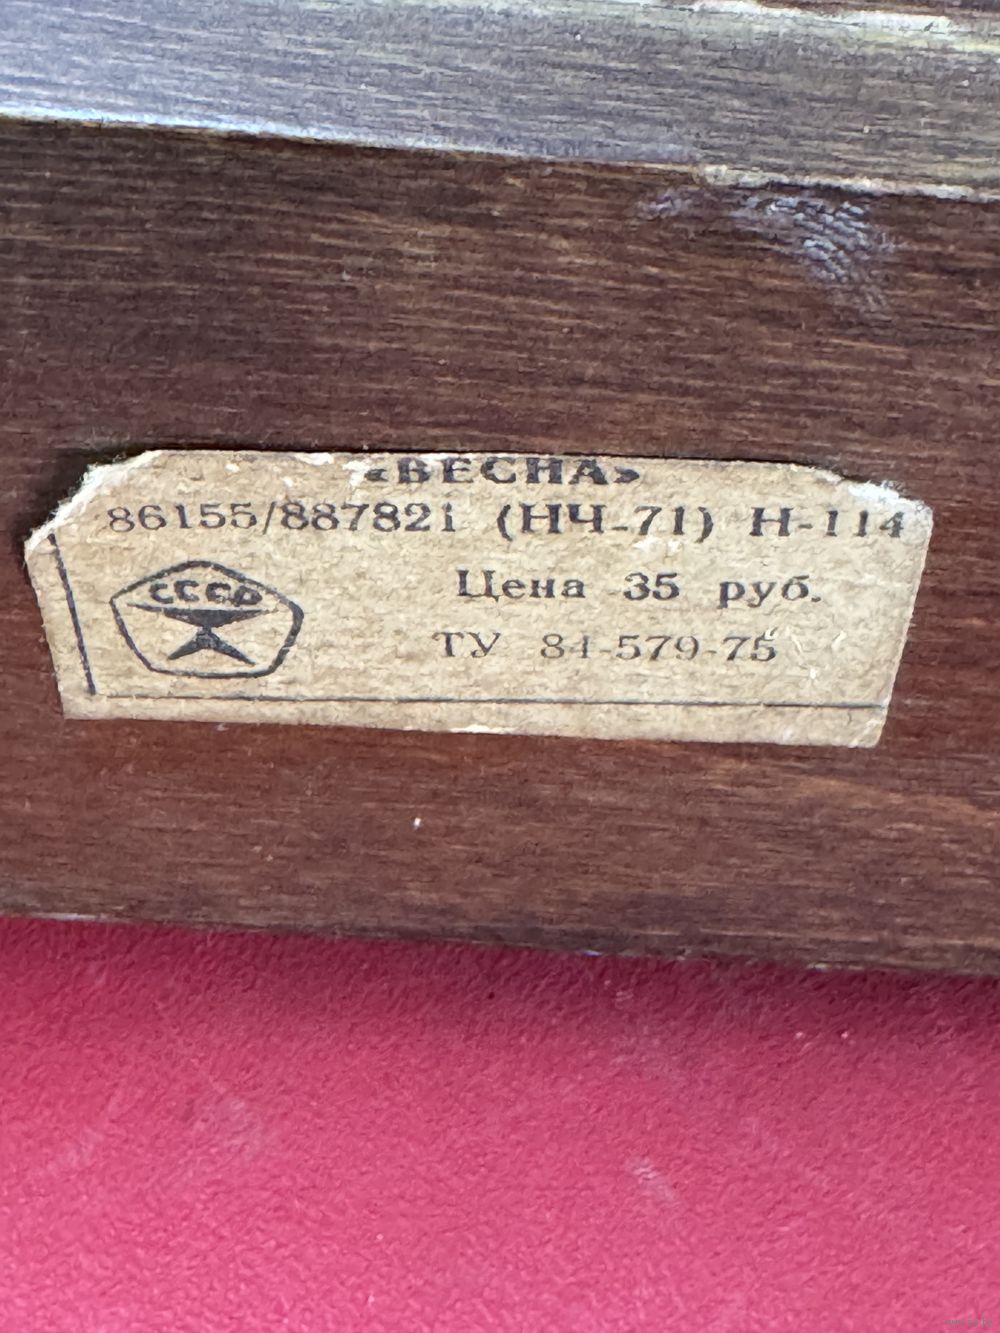 «ВЕСНА»
86155/887821 (НЧ-71) Н-114
СССР
Цена 35 руб.
ТУ 84-579-75